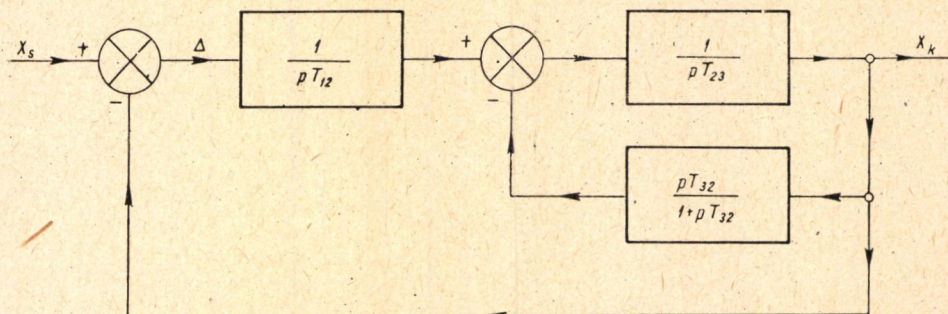 X_s + Δ
-
1
pT_12
+
-
1
pT_23
X_k
pT_32
1+pT_32